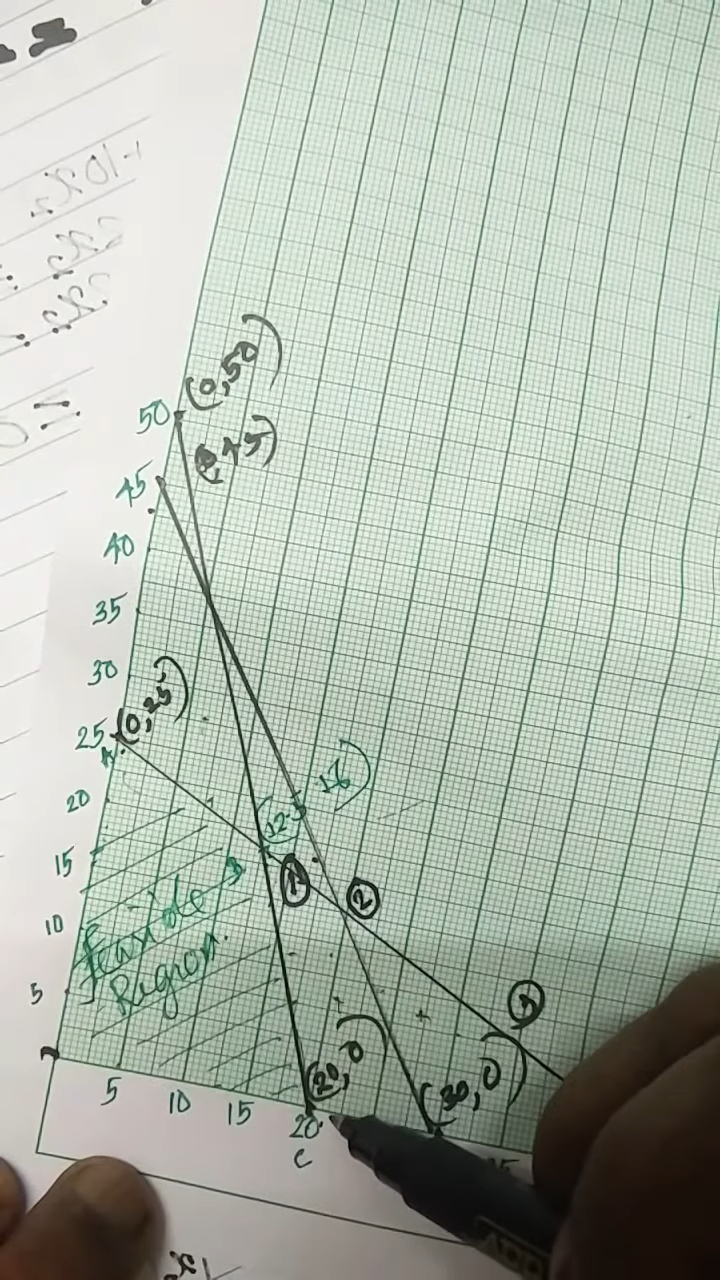 50 (0,50)
45 (0,45)
40
35
30
25 (0,25)
A
20
(12.5, 16)
15
B
1
2
10
Feasible
Region.
3
5
(20,0)
(30,0)
5 10 15 20
C